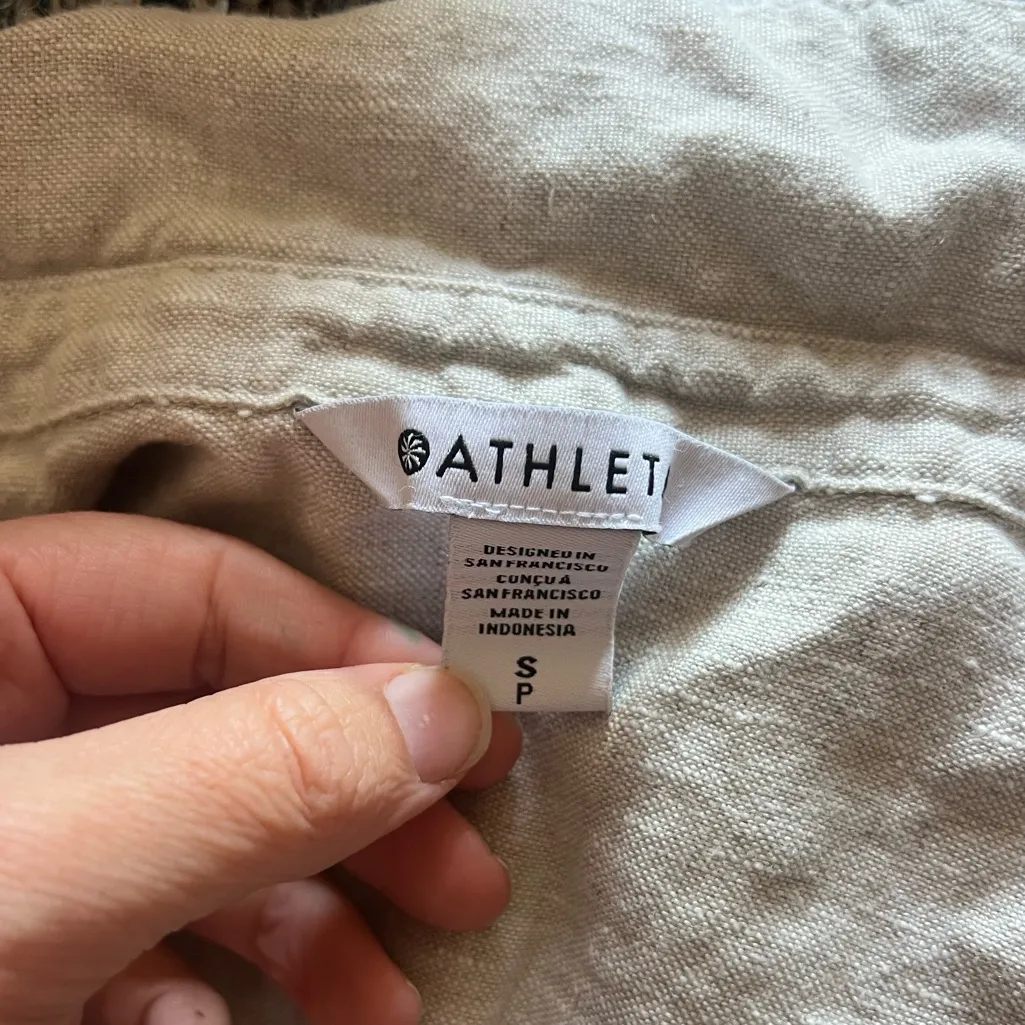 ATHLET
DESIGNED IN
SAN FRANCISCO
CONÇU À
SAN FRANCISCO
MADE IN
INDONESIA
S
P